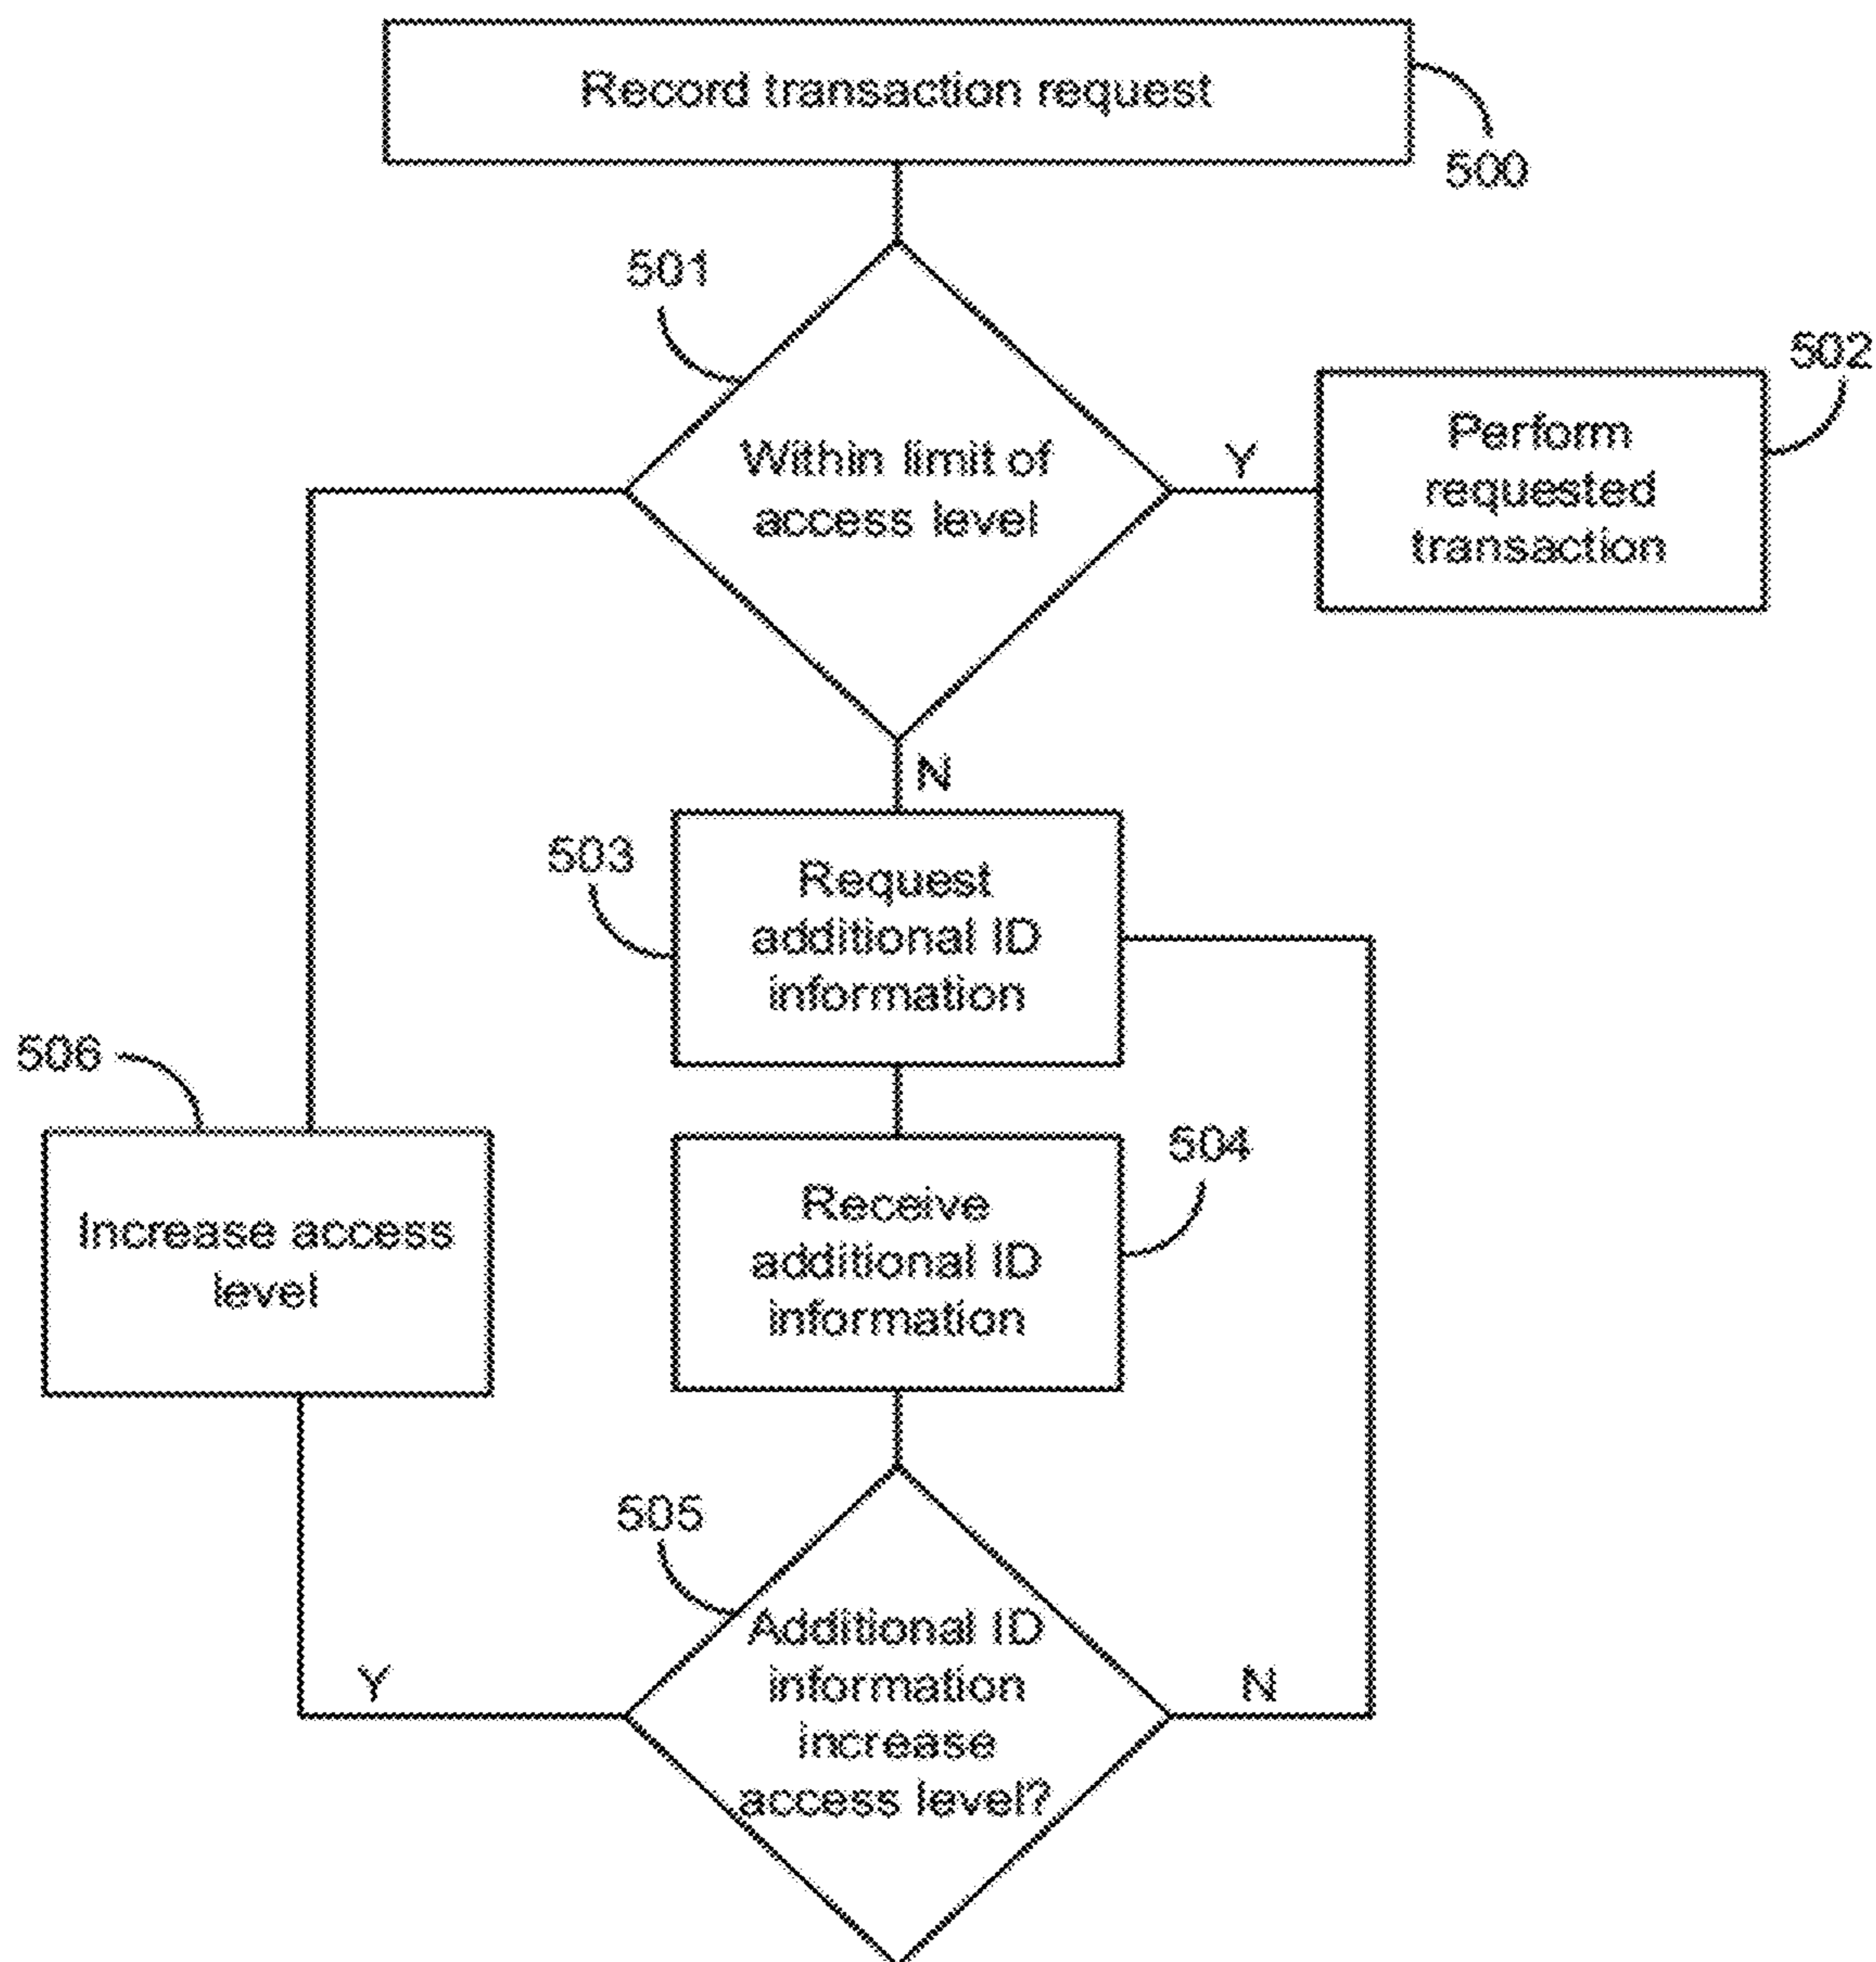 Record transaction request
500
501
Within limit of
access level
Y
502
Perform
requested
transaction
N
503
Request
additional ID
information
506
Increase access
level
504
Receive
additional ID
information
505
Additional ID
information
increase
access level?
Y
N